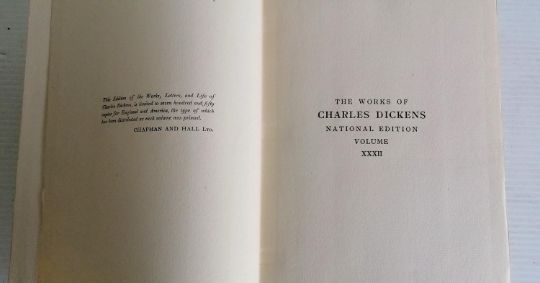 This Edition of the Works, Letters, and Life of
Charles Dickens, is limited to seven hundred and fifty
copies for England and America, the type of which
has been distributed as each volume was printed.
CHAPMAN AND HALL LTD.
THE WORKS OF
CHARLES DICKENS
NATIONAL EDITION
VOLUME
XXXII